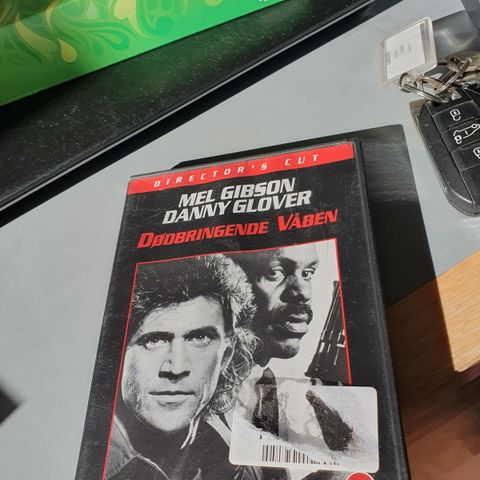 DIRECTOR'S CUT
MEL GIBSON
DANNY GLOVER
DØDBRINGENDE VÅBEN